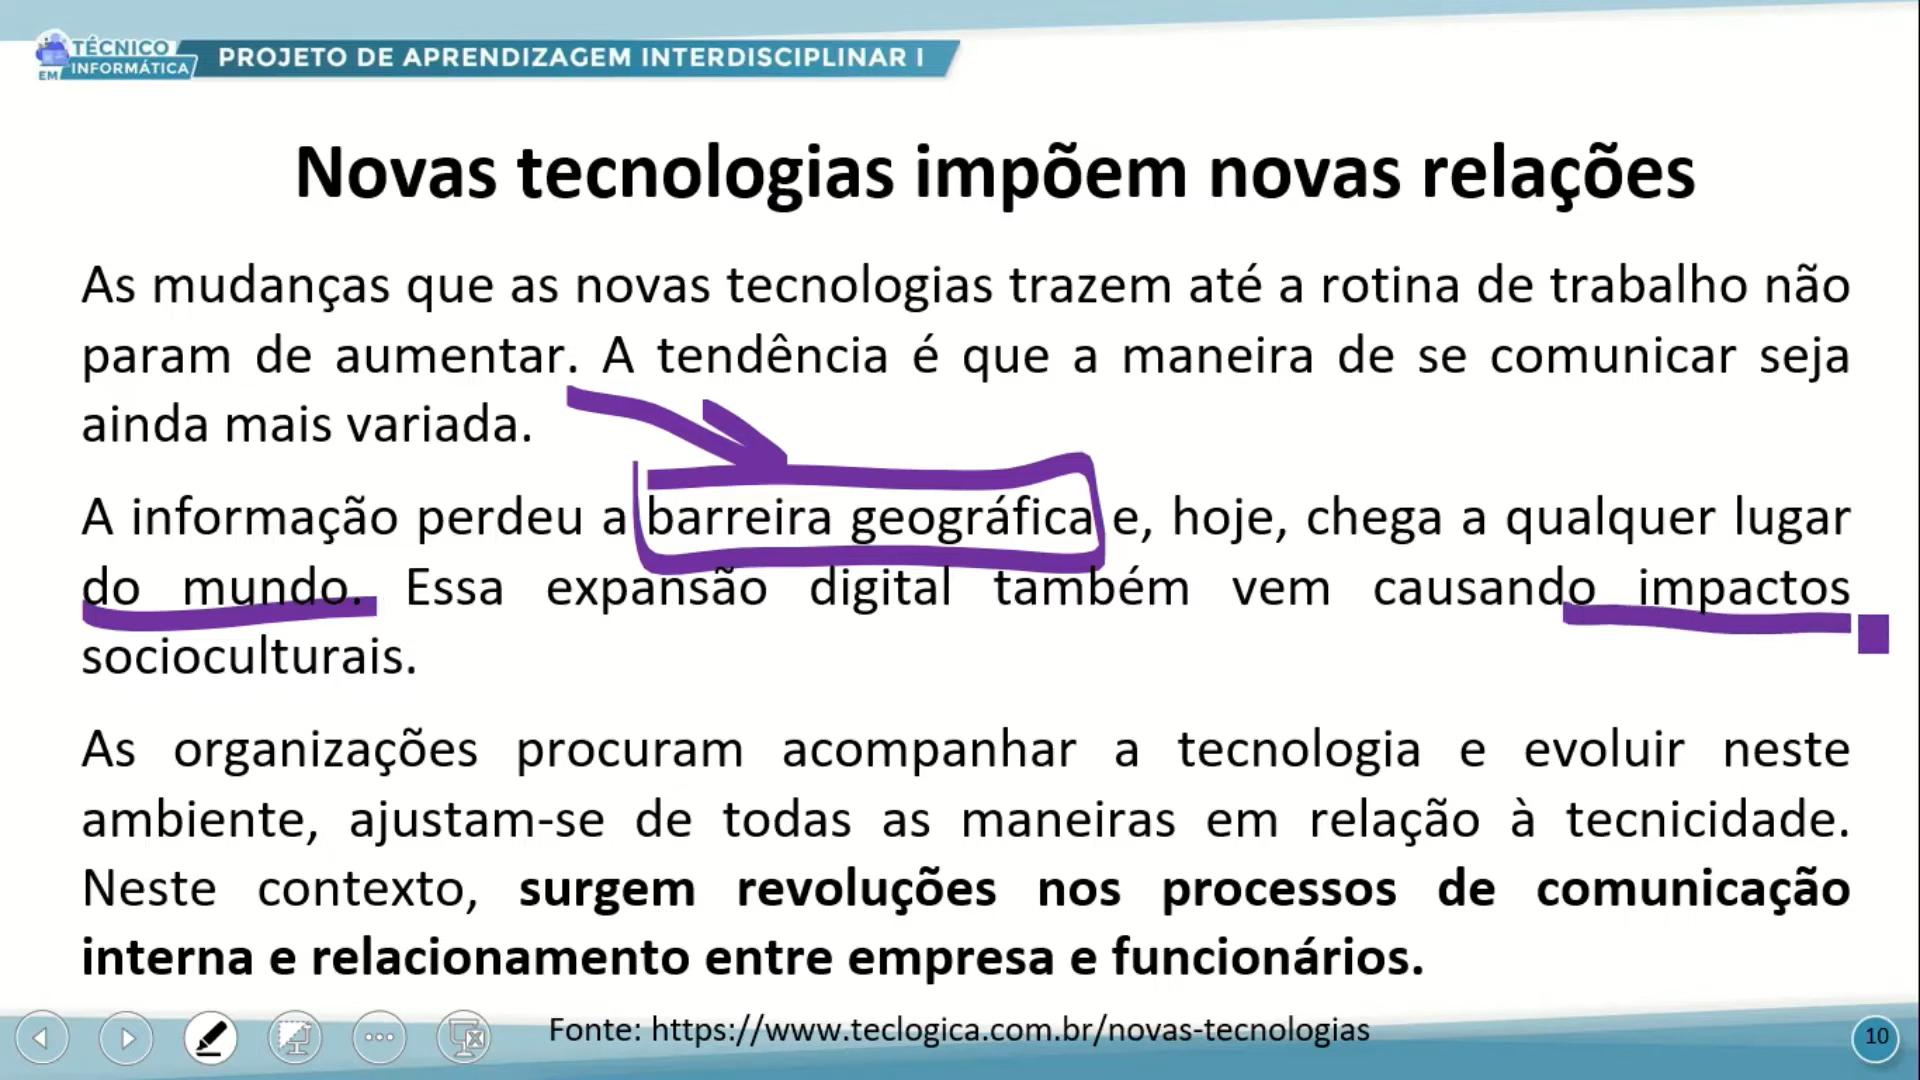 TÉCNICO
EM INFORMÁTICA
PROJETO DE APRENDIZAGEM INTERDISCIPLINAR I
Novas tecnologias impõem novas relações
As mudanças que as novas tecnologias trazem até a rotina de trabalho não
param de aumentar. A tendência é que a maneira de se comunicar seja
ainda mais variada.
A informação perdeu a barreira geográfica e, hoje, chega a qualquer lugar
do mundo. Essa expansão digital também vem causando impactos
socioculturais.
As organizações procuram acompanhar a tecnologia e evoluir neste
ambiente, ajustam-se de todas as maneiras em relação à tecnicidade.
Neste contexto, surgem revoluções nos processos de comunicação
interna e relacionamento entre empresa e funcionários.
Fonte: https://www.teclogica.com.br/novas-tecnologias
10